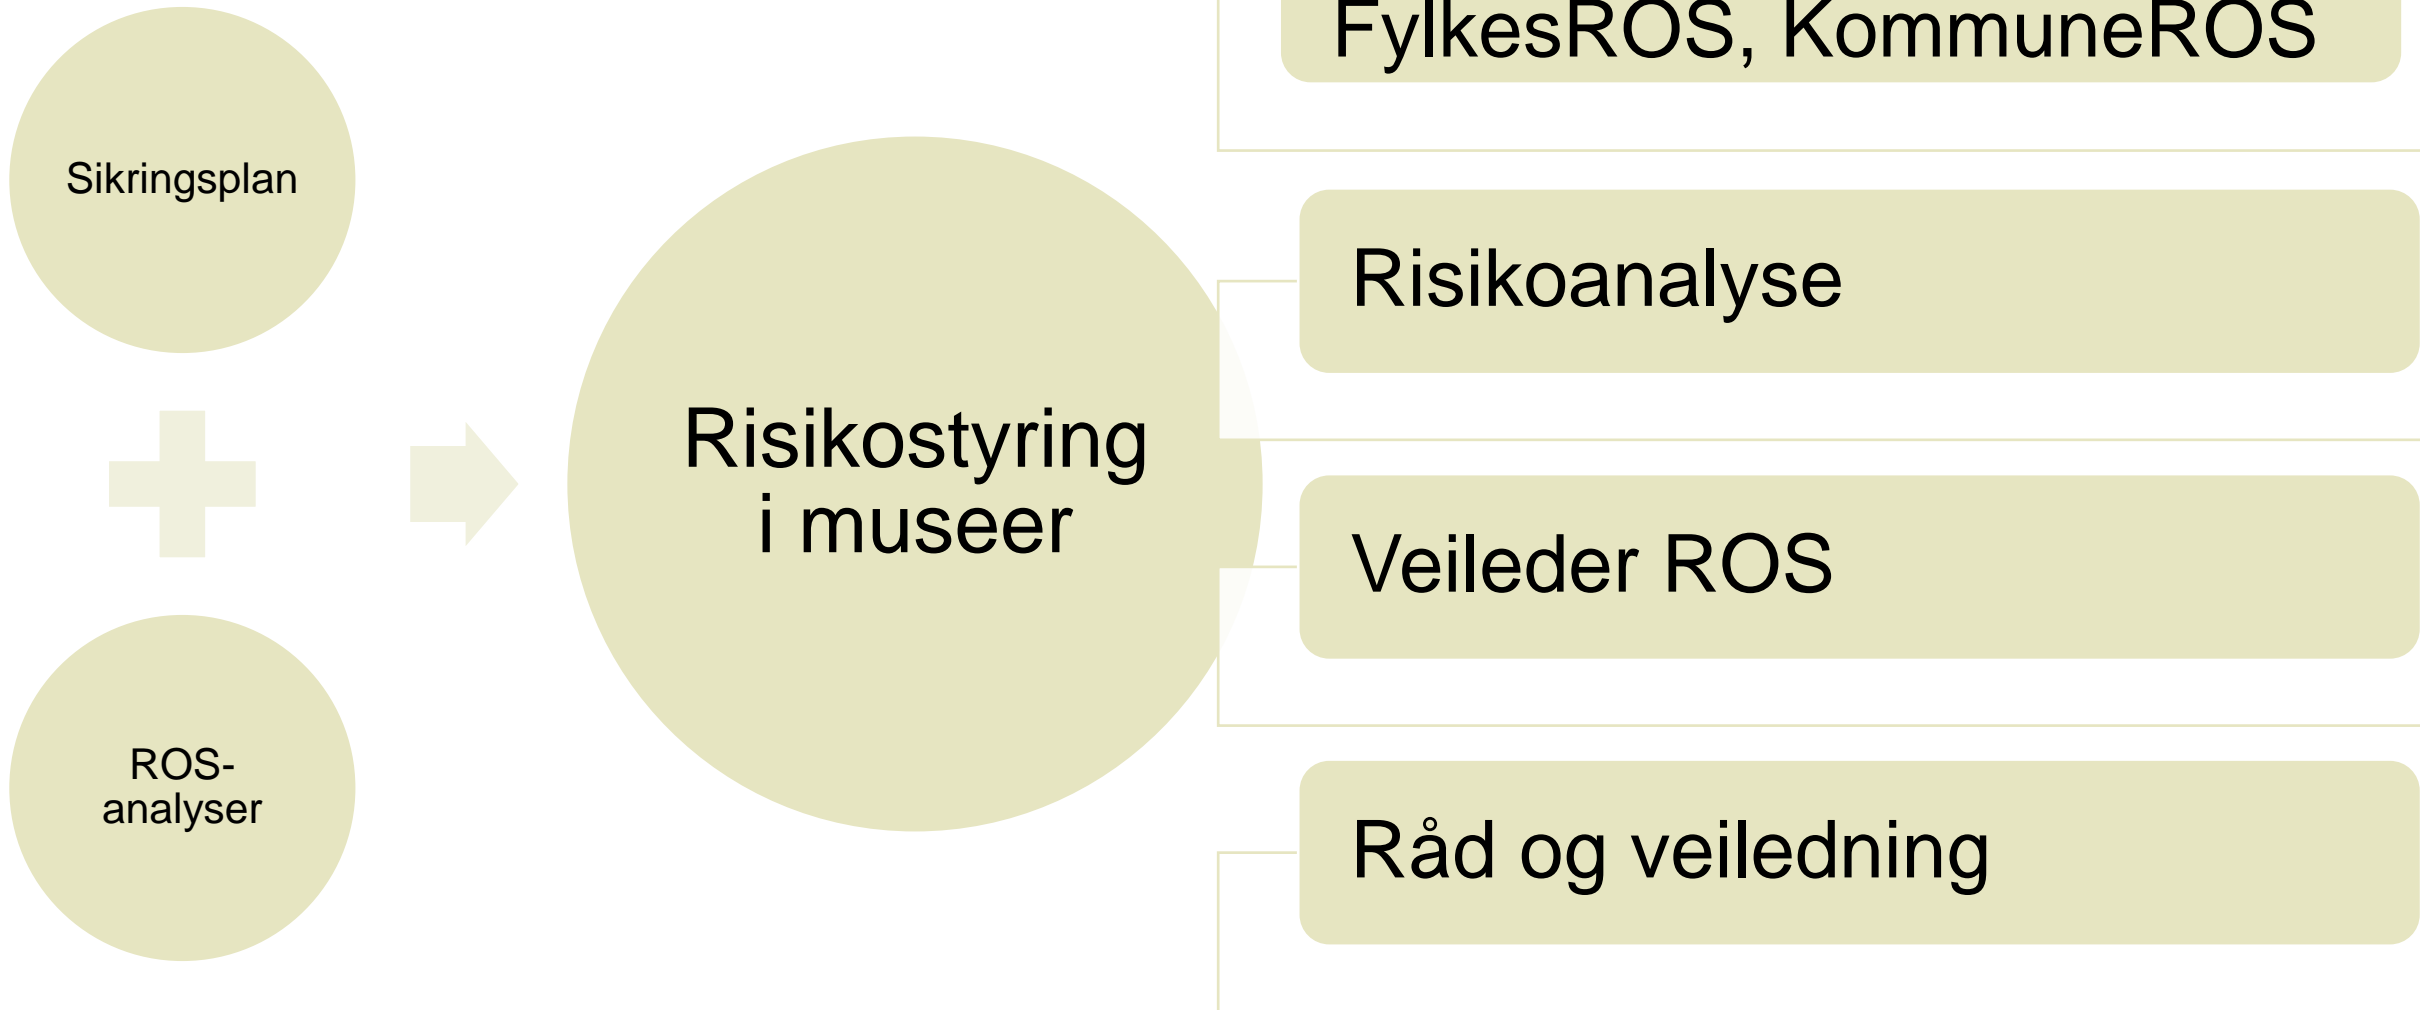 Sikringsplan
ROS-
analyser
Risikostyring
i museer
FylkesROS, KommuneROS
Risikoanalyse
Veileder ROS
Råd og veiledning